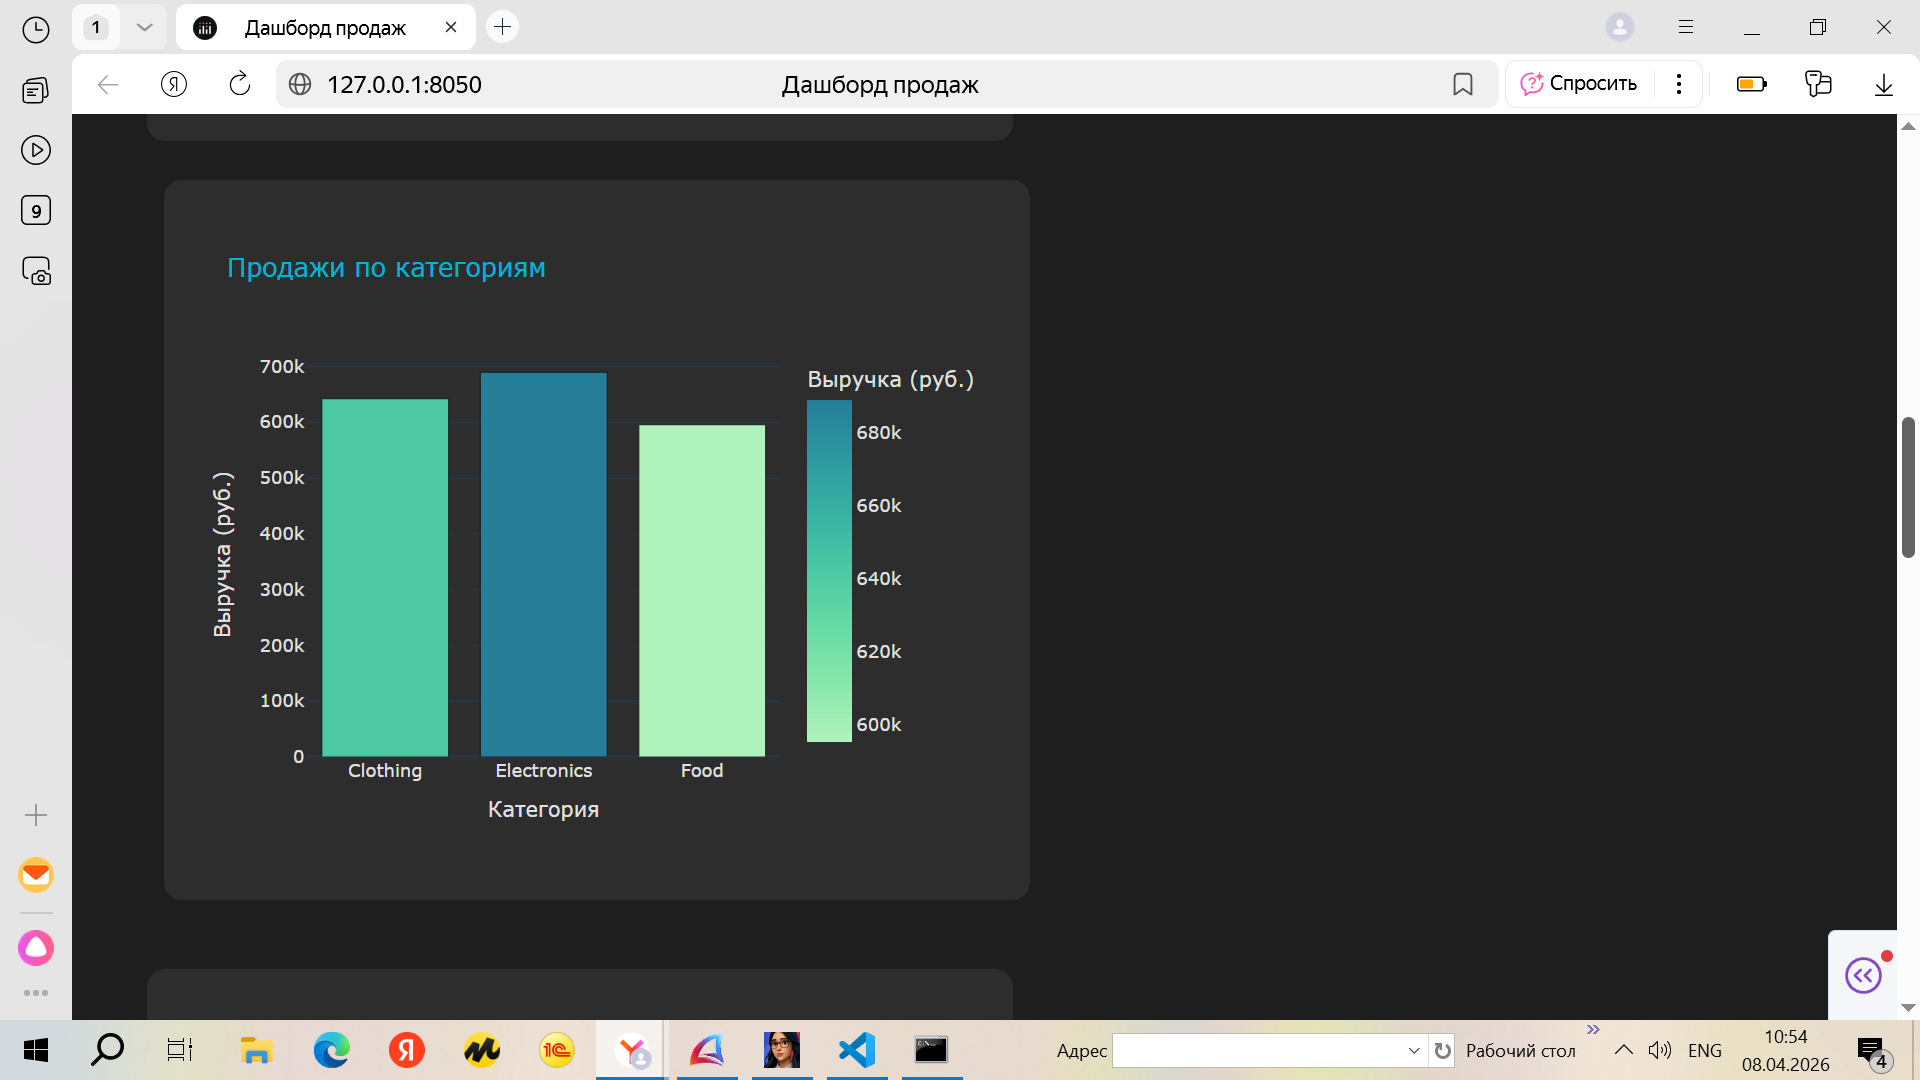 1
Дашборд продаж
127.0.0.1:8050
Дашборд продаж
Спросить
9
Продажи по категориям
Выручка (руб.)
700k
600k
500k
400k
300k
200k
100k
0
Clothing
Electronics
Food
Категория
Выручка (руб.)
680k
660k
640k
620k
600k
Адрес
Рабочий стол
ENG
10:54
08.04.2026
4